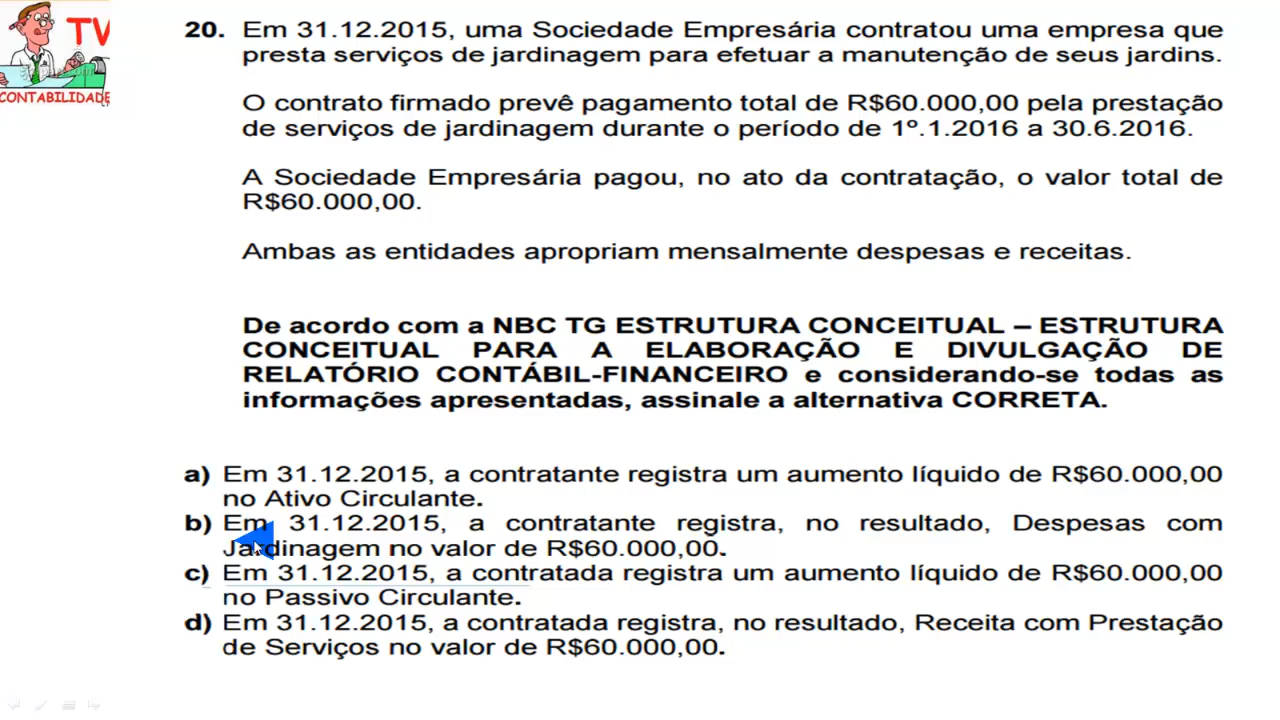 TV
CONTABILIDADE
20. Em 31.12.2015, uma Sociedade Empresária contratou uma empresa que
presta serviços de jardinagem para efetuar a manutenção de seus jardins.
O contrato firmado prevê pagamento total de R$60.000,00 pela prestação
de serviços de jardinagem durante o período de 1º.1.2016 a 30.6.2016.
A Sociedade Empresária pagou, no ato da contratação, o valor total de
R$60.000,00.
Ambas as entidades apropriam mensalmente despesas e receitas.
De acordo com a NBC TG ESTRUTURA CONCEITUAL – ESTRUTURA
CONCEITUAL PARA A ELABORAÇÃO E DIVULGAÇÃO DE
RELATÓRIO CONTÁBIL-FINANCEIRO e considerando-se todas as
informações apresentadas, assinale a alternativa CORRETA.
a) Em 31.12.2015, a contratante registra um aumento líquido de R$60.000,00
no Ativo Circulante.
b) Em 31.12.2015, a contratante registra, no resultado, Despesas com
Jardinagem no valor de R$60.000,00.
c) Em 31.12.2015, a contratada registra um aumento líquido de R$60.000,00
no Passivo Circulante.
d) Em 31.12.2015, a contratada registra, no resultado, Receita com Prestação
de Serviços no valor de R$60.000,00.